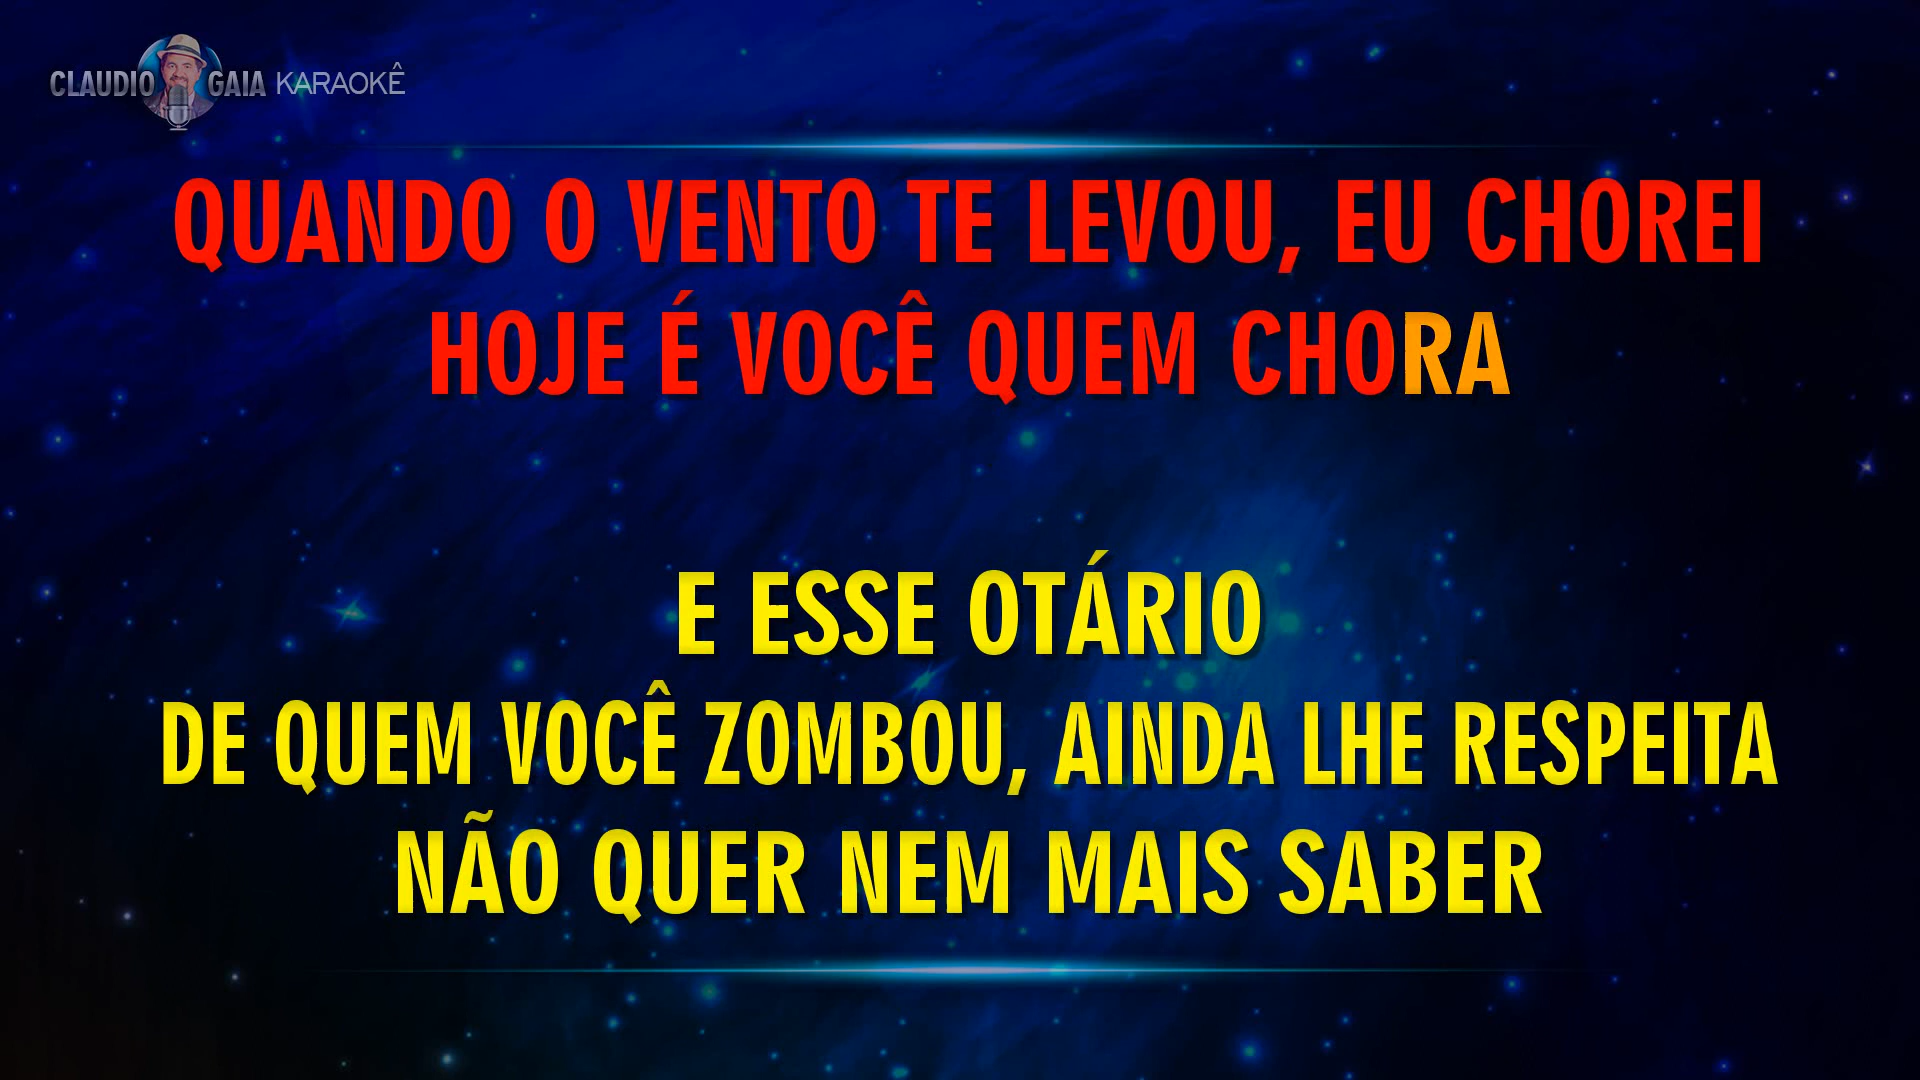 CLAUDIO GAIA KARAOKÊ
QUANDO O VENTO TE LEVOU, EU CHOREI
HOJE É VOCÊ QUEM CHORA
E ESSE OTÁRIO
DE QUEM VOCÊ ZOMBOU, AINDA LHE RESPEITA
NÃO QUER NEM MAIS SABER